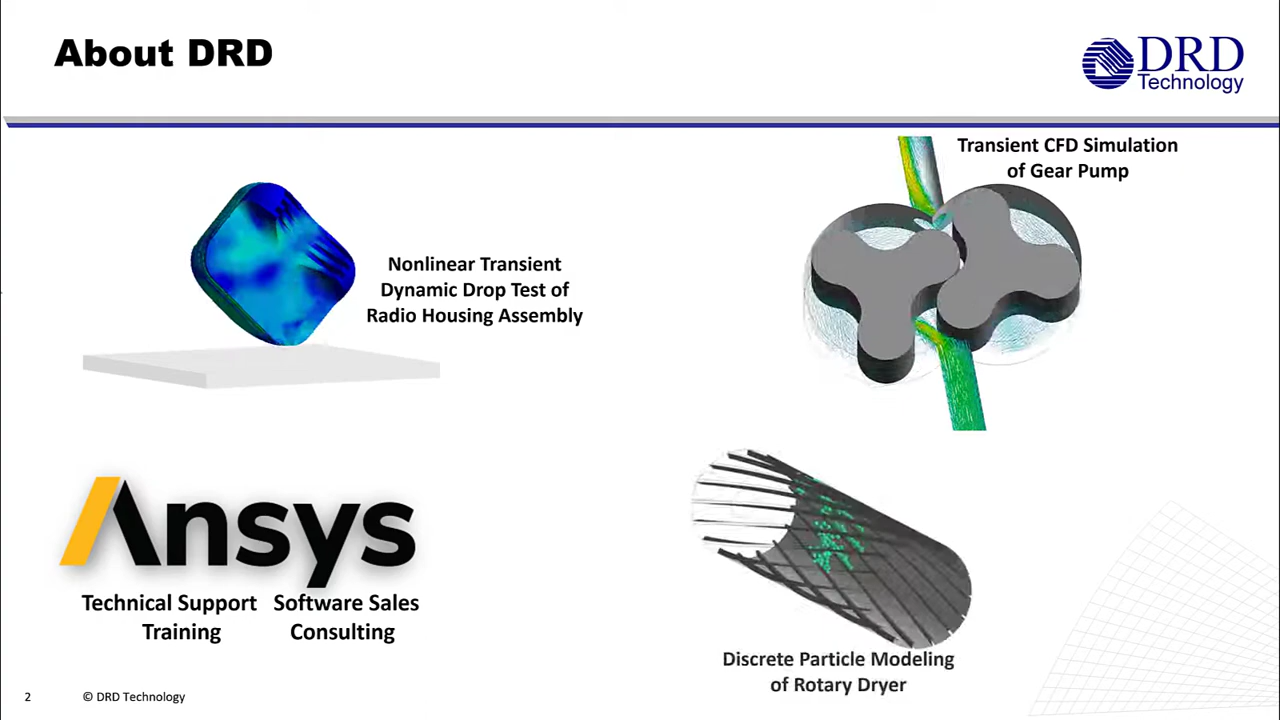 About DRD
DRD
Technology
Transient CFD Simulation
of Gear Pump
Nonlinear Transient
Dynamic Drop Test of
Radio Housing Assembly
Ansys
Technical Support Software Sales
Training Consulting
Discrete Particle Modeling
of Rotary Dryer
2 © DRD Technology